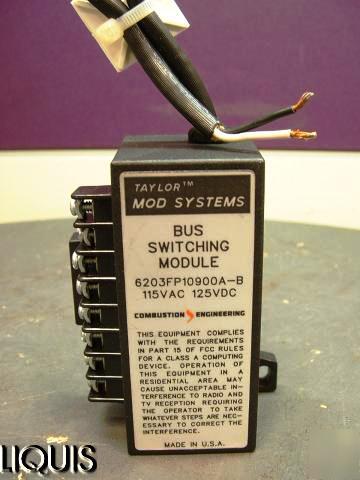 TAYLOR™
MOD SYSTEMS
BUS
SWITCHING
MODULE
6203FP10900A-B
115VAC 125VDC
COMBUSTION ENGINEERING
THIS EQUIPMENT COMPLIES
WITH THE REQUIREMENTS
IN PART 15 OF FCC RULES
FOR A CLASS A COMPUTING
DEVICE. OPERATION OF
THIS EQUIPMENT IN A
RESIDENTIAL AREA MAY
CAUSE UNACCEPTABLE IN-
TERFERENCE TO RADIO AND
TV RECEPTION REQUIRING
THE OPERATOR TO TAKE
WHATEVER STEPS ARE NEC-
ESSARY TO CORRECT THE
INTERFERENCE.
MADE IN U.S.A.
LIQUIS